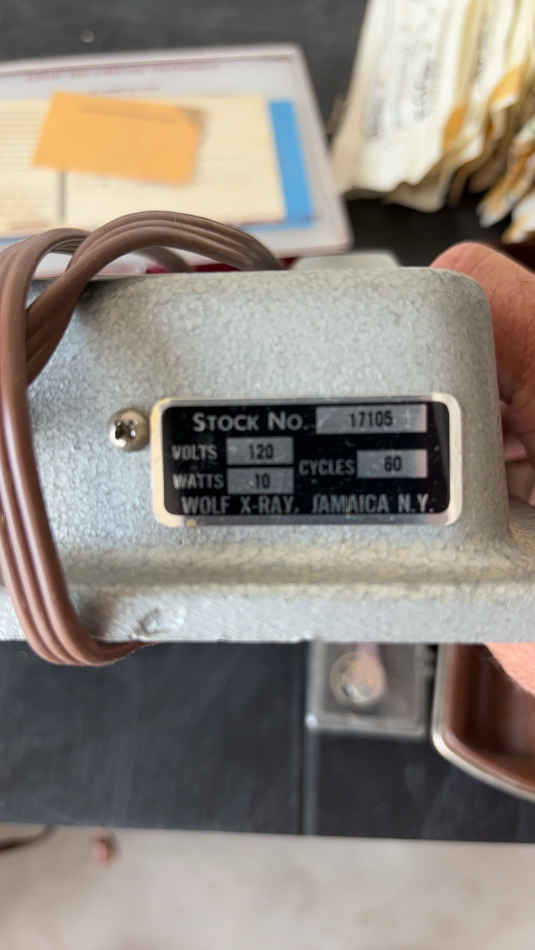 STOCK NO. 17105
VOLTS 120
CYCLES 60
WATTS 10
WOLF X-RAY, JAMAICA N.Y.